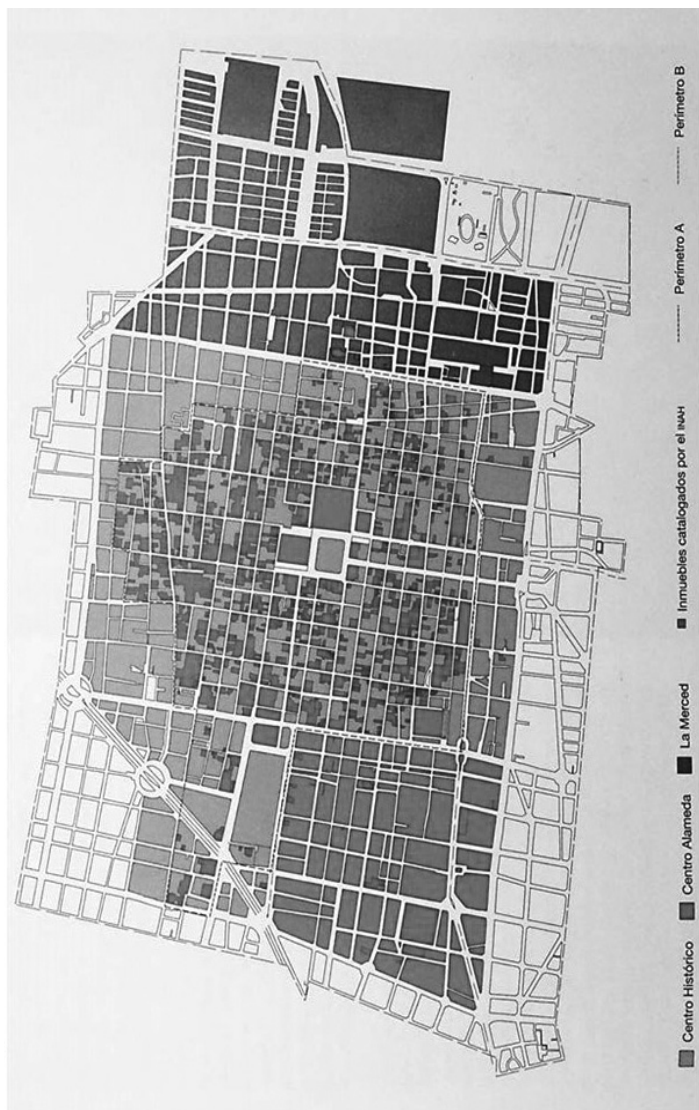 Centro Histórico
Centro Alameda
La Merced
Inmuebles catalogados por el INAH
Perímetro A
Perímetro B